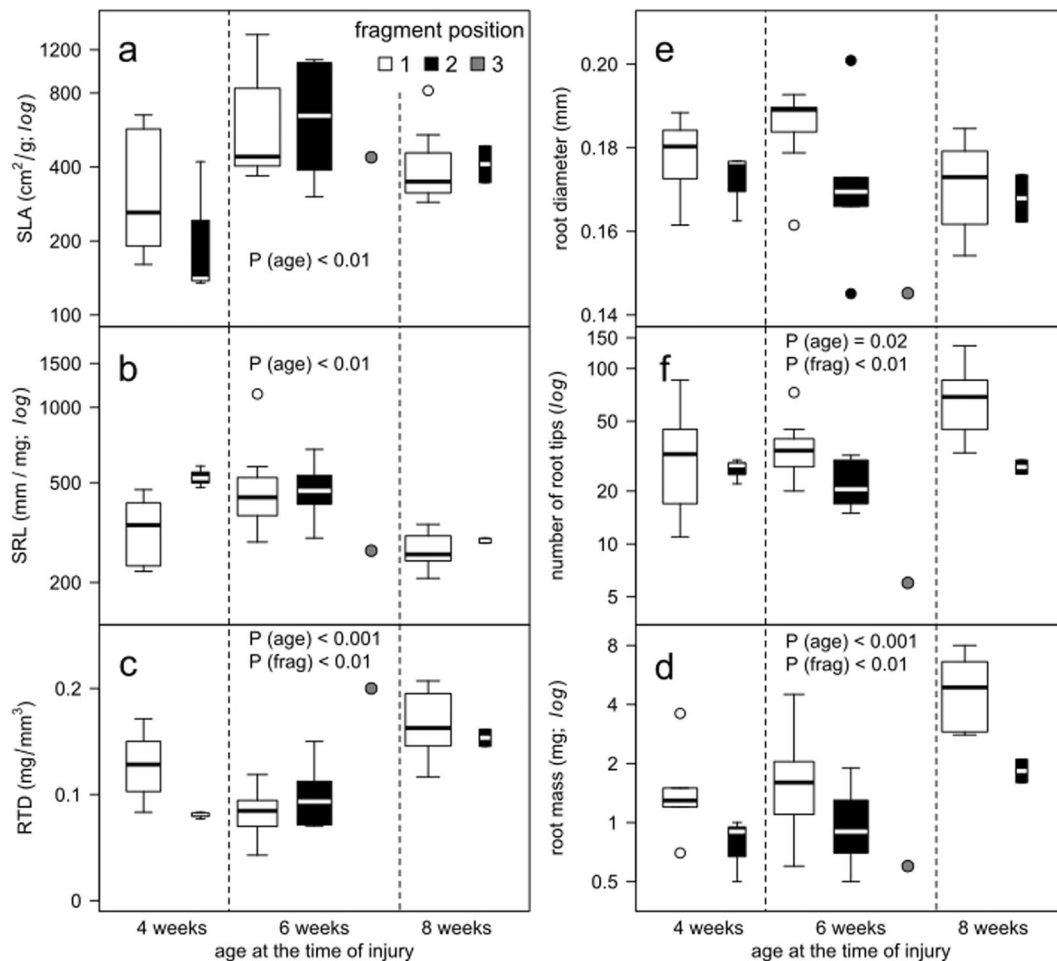 a
fragment position
1 2 3
1200
800
400
200
100
SLA (cm²/g; log)
P (age) < 0.01
b
P (age) < 0.01
1500
1000
500
200
SRL (mm / mg; log)
c
P (age) < 0.001
P (frag) < 0.01
0.2
0.1
0
RTD (mg/mm³)
4 weeks 6 weeks 8 weeks
age at the time of injury
e
0.20
0.18
0.16
0.14
root diameter (mm)
f
P (age) = 0.02
P (frag) < 0.01
150
100
50
20
10
5
number of root tips (log)
d
P (age) < 0.001
P (frag) < 0.01
8
4
2
1
0.5
root mass (mg; log)
4 weeks 6 weeks 8 weeks
age at the time of injury